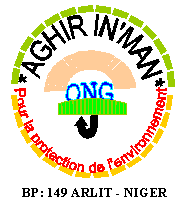 *AGHIR IN'MAN*
ONG
Pour la protection de l'environnement
BP: 149 ARLIT - NIGER